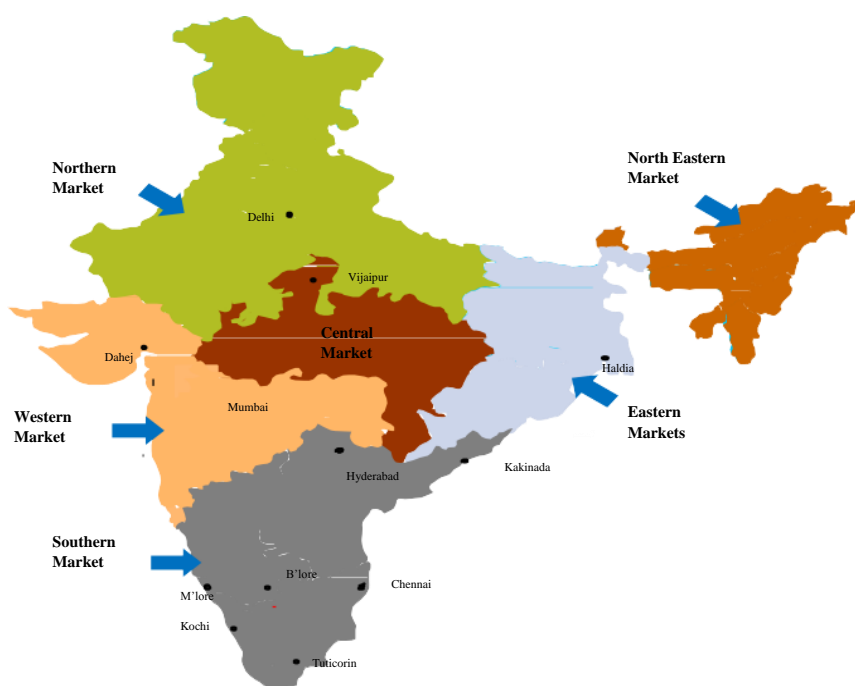 Northern
Market
North Eastern
Market
Delhi
Vijaipur
Central
Market
Dahej
Haldia
Mumbai
Western
Market
Eastern
Markets
Hyderabad
Kakinada
Southern
Market
B'lore
Chennai
M'lore
Kochi
Tuticorin